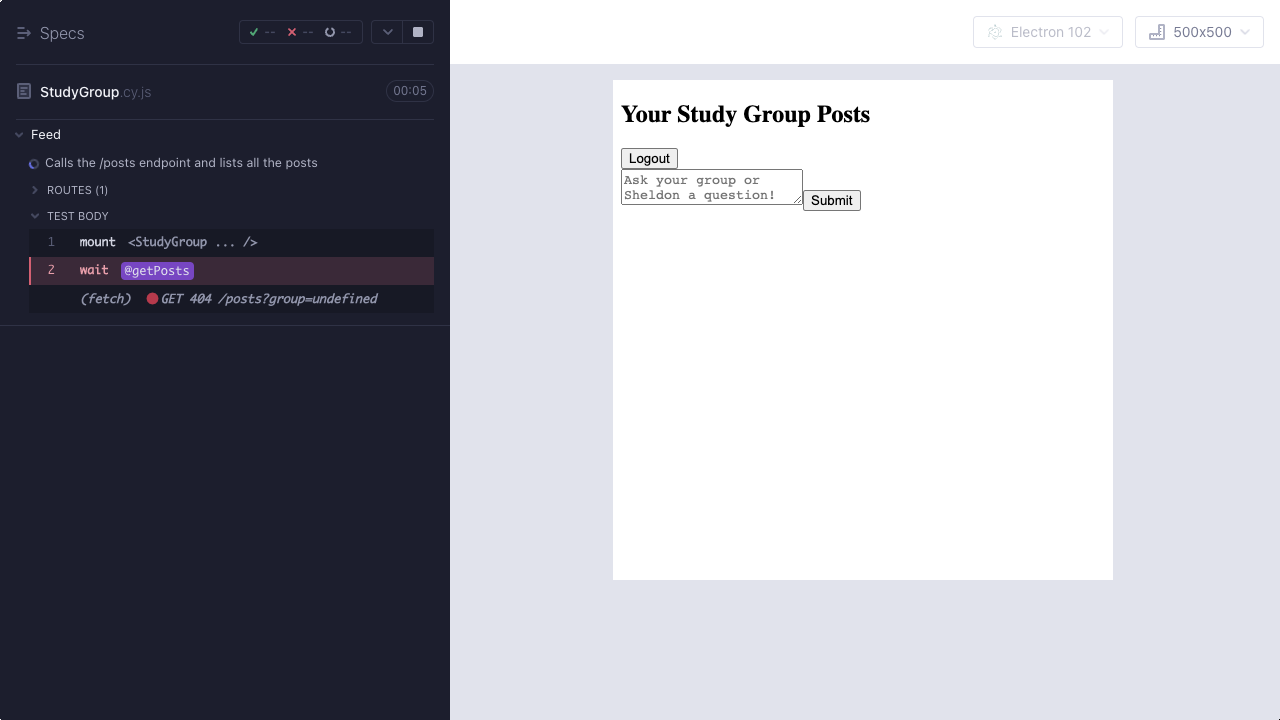 Specs
--
--
--
StudyGroup.cy.js
00:05
Feed
Calls the /posts endpoint and lists all the posts
ROUTES (1)
TEST BODY
1 mount <StudyGroup ... />
2 wait @getPosts
(fetch) GET 404 /posts?group=undefined
Electron 102
500x500
Your Study Group Posts
Logout
Ask your group or
Sheldon a question!
Submit